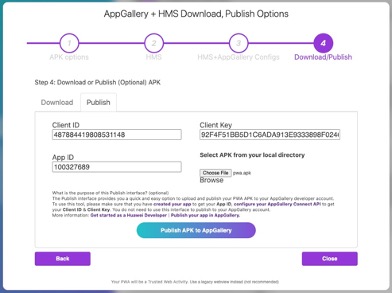 AppGallery + HMS Download, Publish Options
1
2
3
4
APK options
HMS
HMS+AppGallery Configs
Download/Publish
Step 4: Download or Publish (Optional) APK
Download
Publish
Client ID
Client Key
487884419808531148
92F4F51BB5D1C6ADA913E9333898F024
App ID
Select APK from your local directory
100327689
Choose File pwa.apk
Browse
What is the purpose of this Publish interface? (optional)
The Publish interface provides you a quick and easy option to upload and publish your PWA APK to your AppGallery developer account.
To use this tool, please make sure that you have created your app to get your App ID, configure your AppGallery Connect API to get
your Client ID & Client Key. You do not need to use this interface to publish to your AppGallery account.
More information: Get started as a Huawei Developer | Publish your app in AppGallery.
Publish APK to AppGallery
Back
Close
Your PWA will be a Trusted Web Activity. Use a legacy webview instead (not recommended)